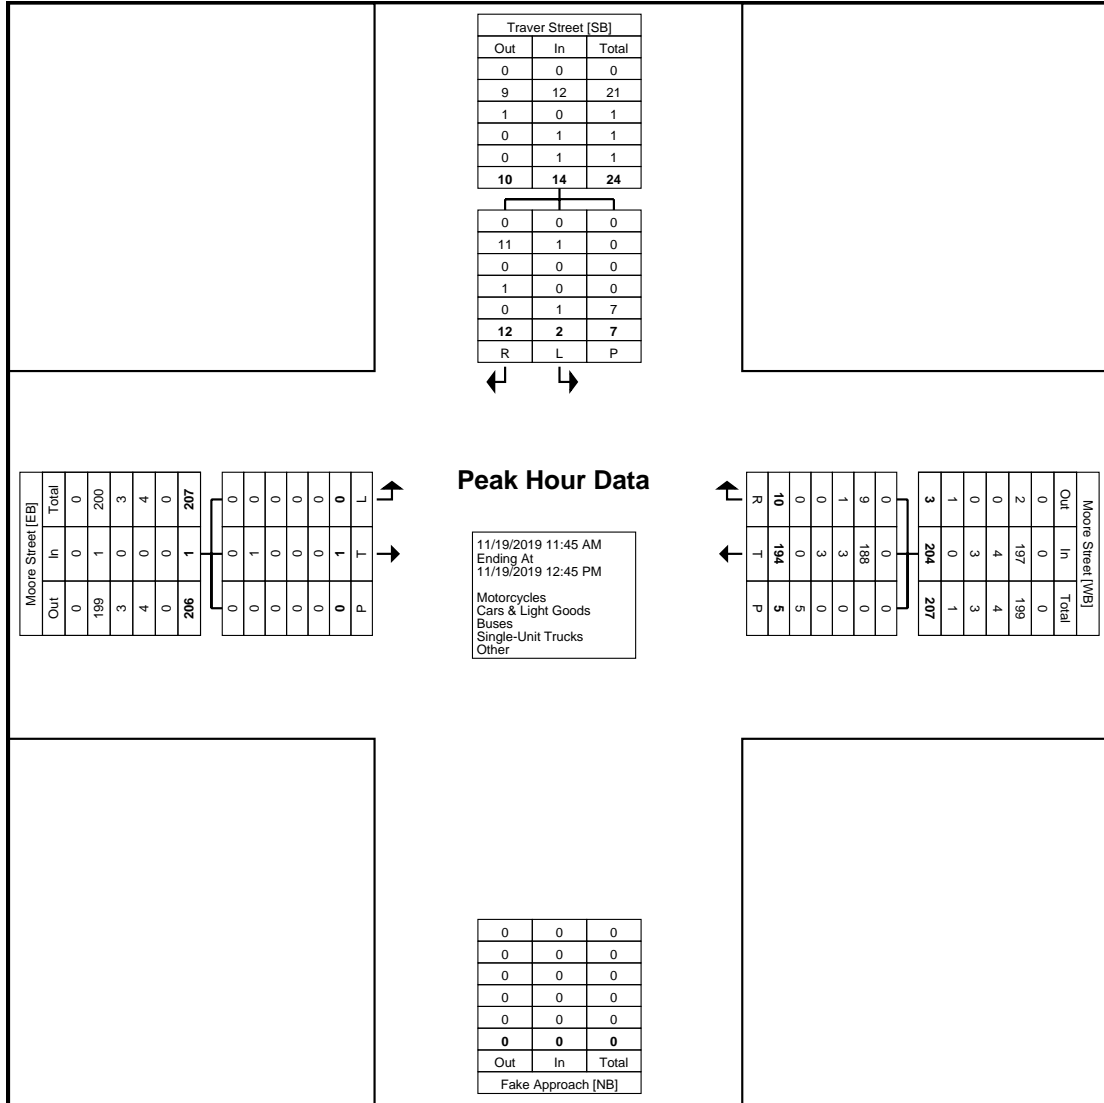 Traver Street [SB]
Out In Total
0 0 0
9 12 21
1 0 1
0 1 1
0 1 1
10 14 24
0 0 0
11 1 0
0 0 0
1 0 0
0 1 7
12 2 7
R L P
Moore Street [EB]
Total In Out
0 0 0
200 1 199
3 0 3
4 0 4
0 0 0
207 1 206
0 0 0
0 1 0
0 0 0
0 0 0
0 0 0
0 1 0
L T P
Peak Hour Data
11/19/2019 11:45 AM
Ending At
11/19/2019 12:45 PM
Motorcycles
Cars & Light Goods
Buses
Single-Unit Trucks
Other
Moore Street [WB]
Out In Total
0 0 0
2 197 199
0 4 4
0 3 3
1 0 1
3 204 207
0 0 0
9 188 0
1 3 0
0 3 0
0 0 5
10 194 5
R T P
0 0 0
0 0 0
0 0 0
0 0 0
0 0 0
0 0 0
Out In Total
Fake Approach [NB]